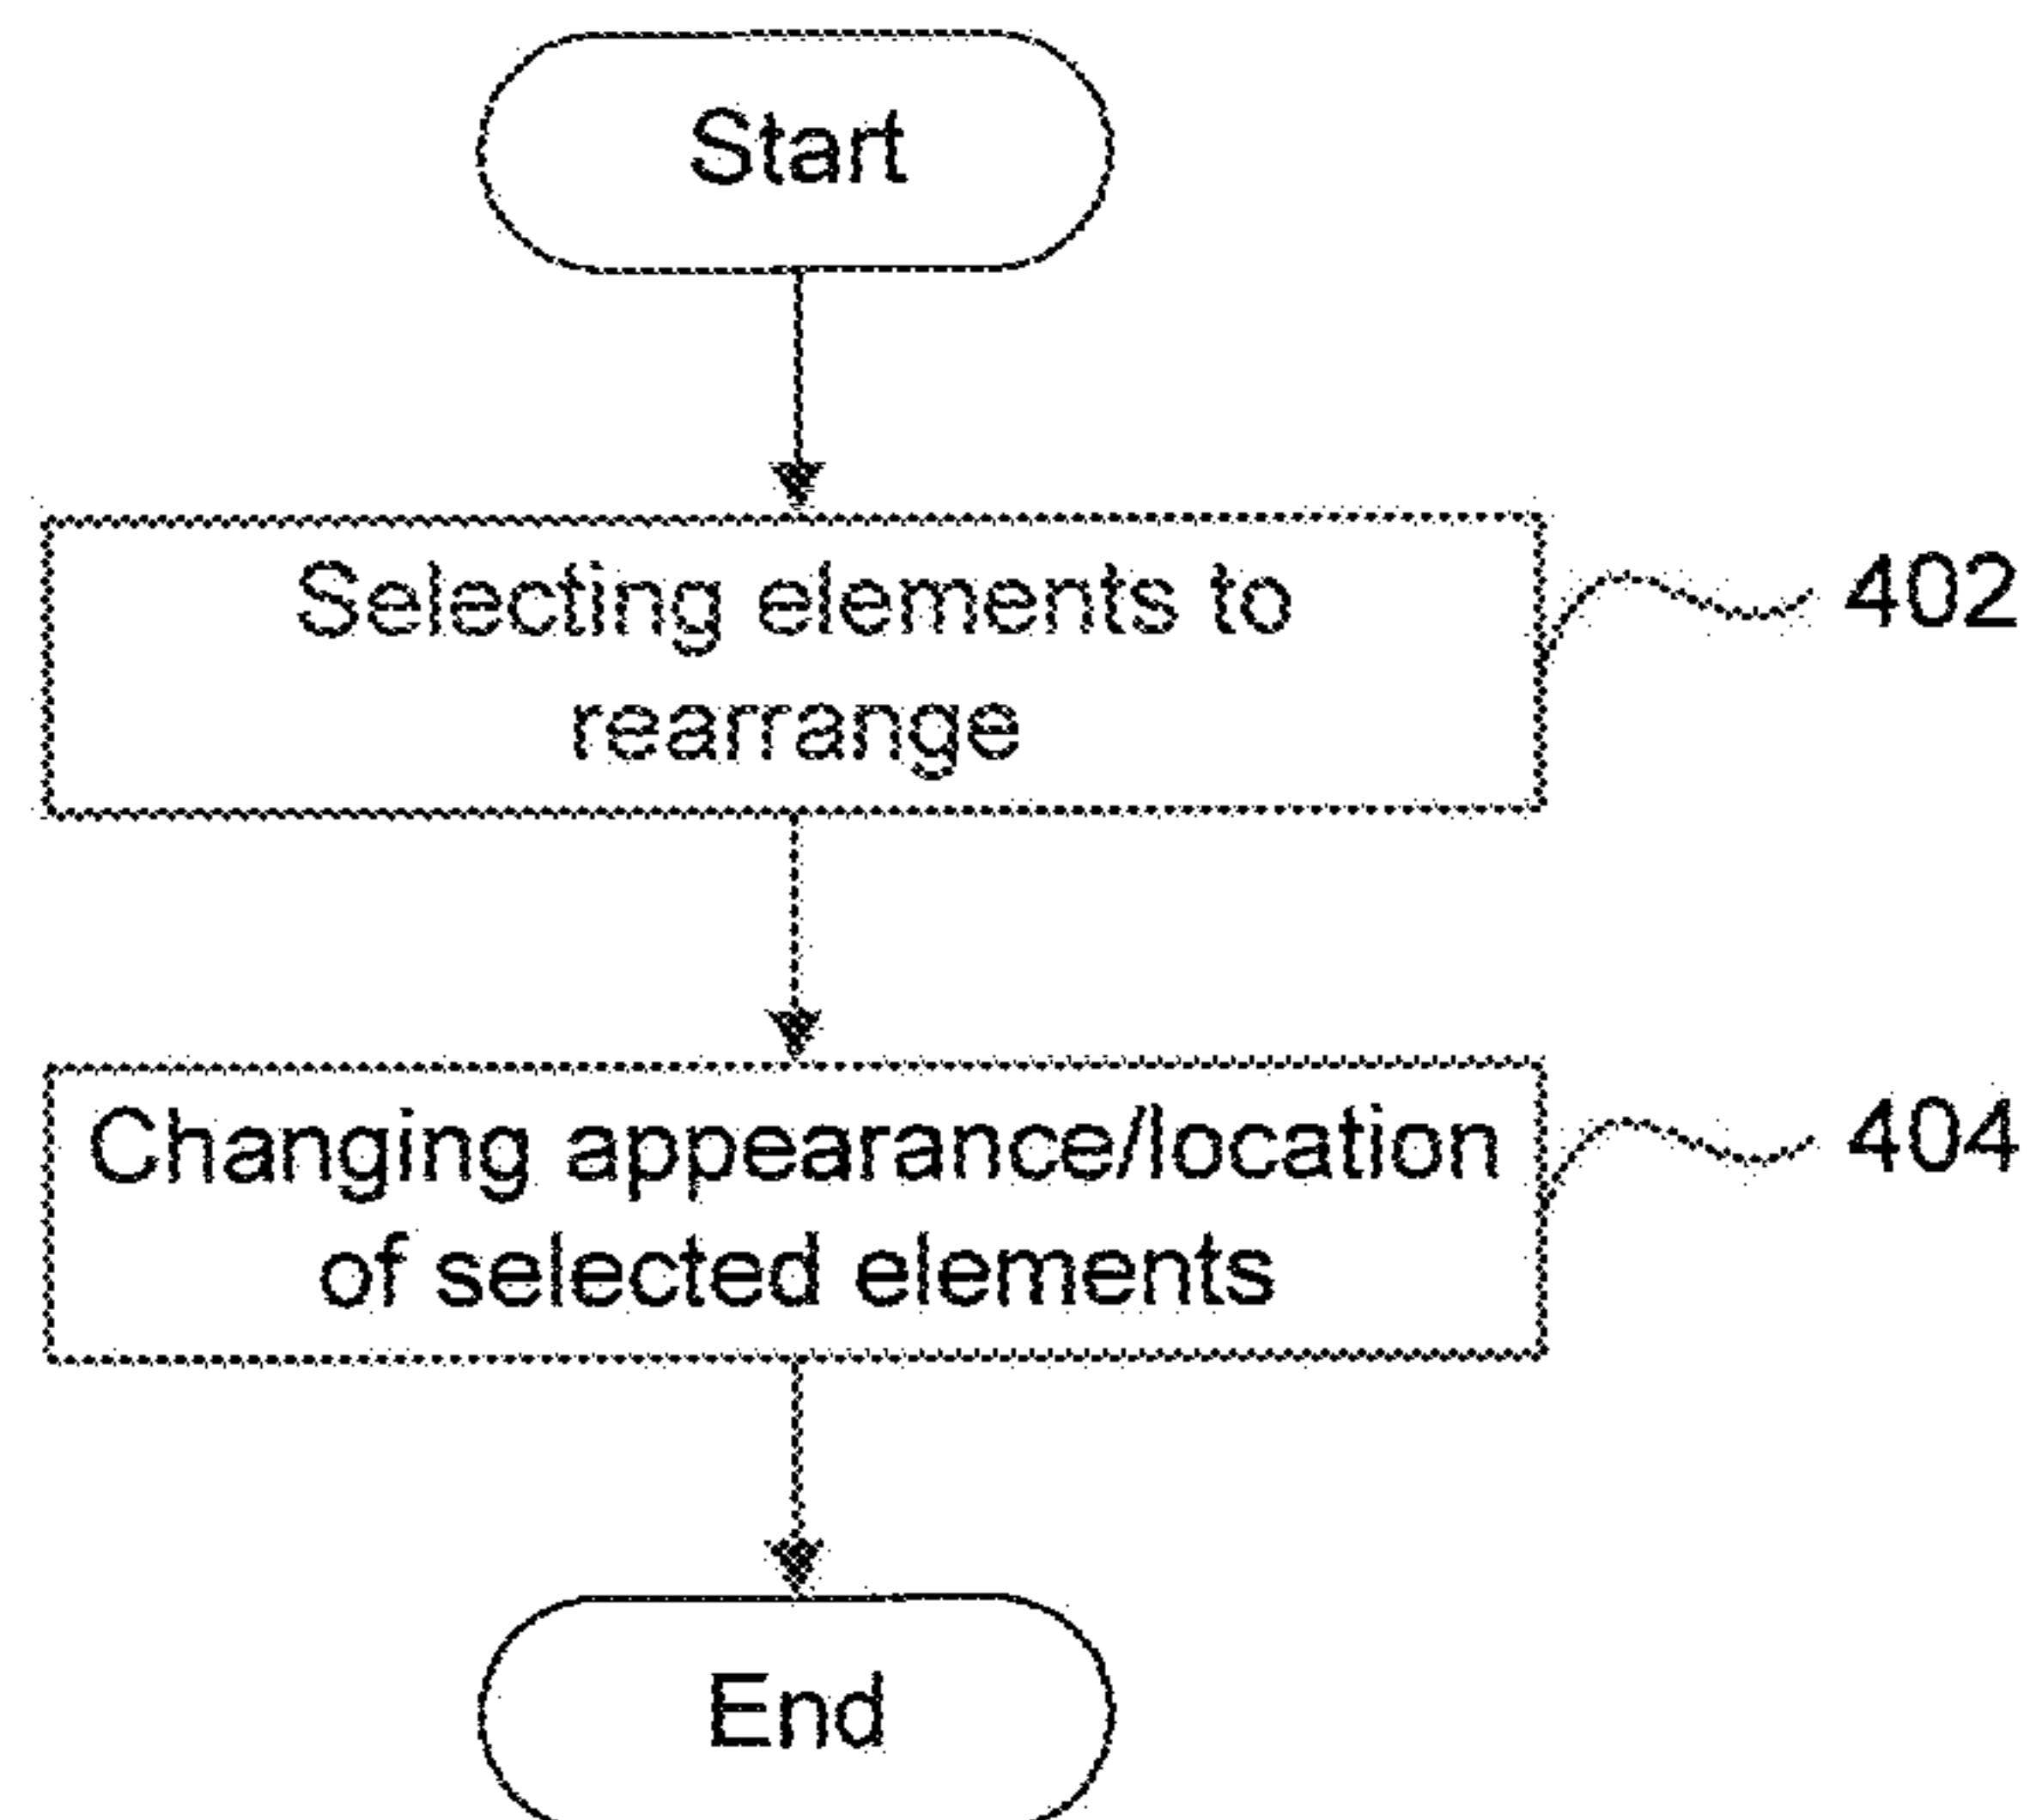 Start
Selecting elements to
rearrange
402
Changing appearance/location
of selected elements
404
End